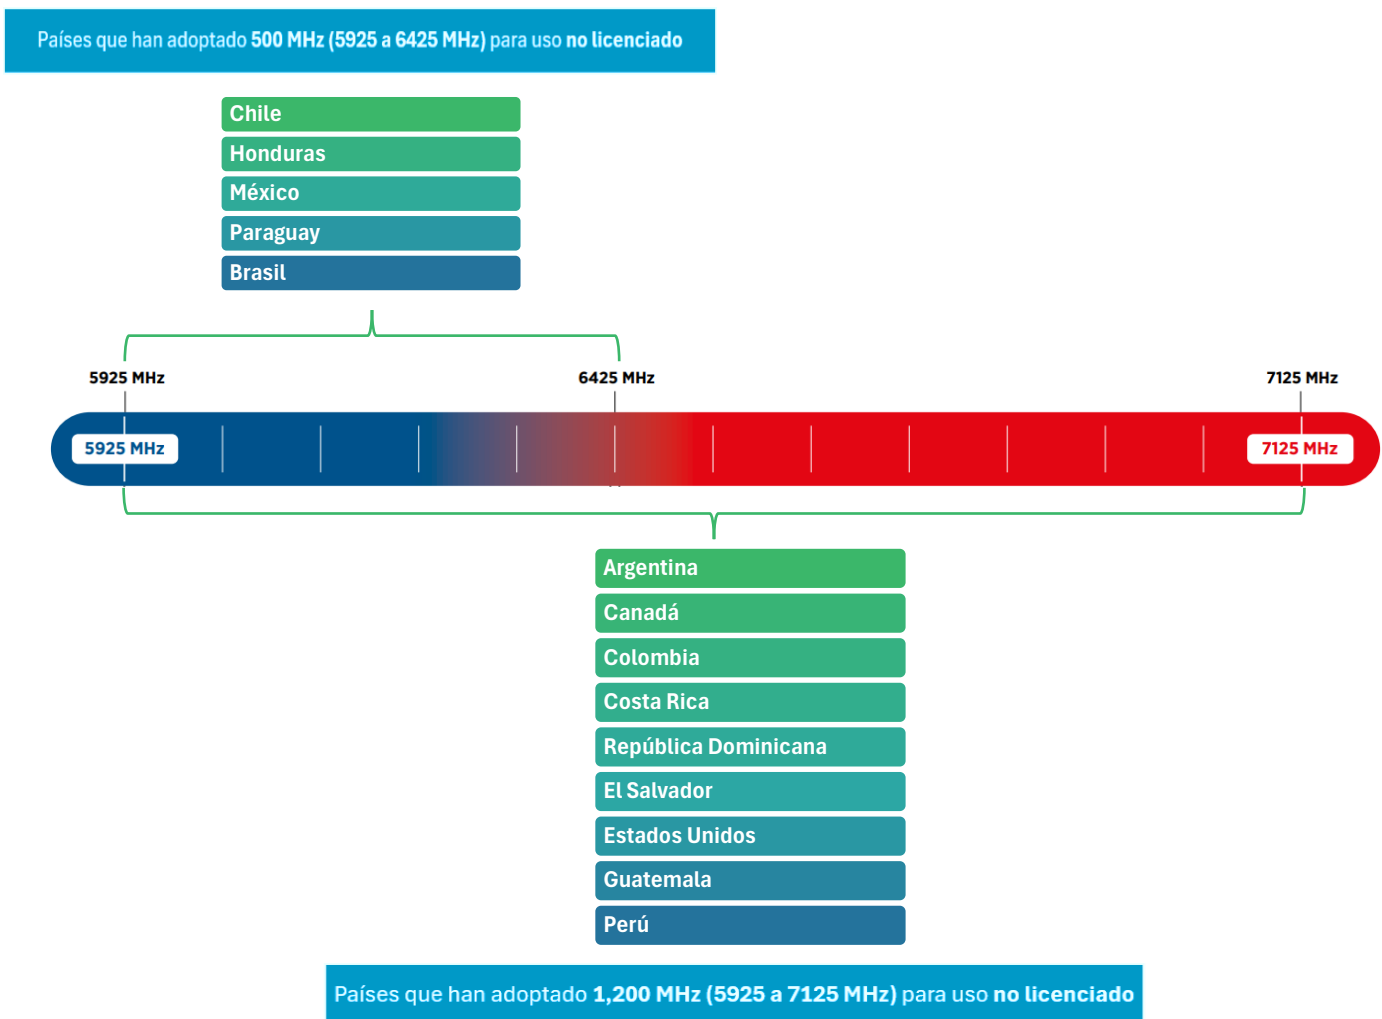 Países que han adoptado 500 MHz (5925 a 6425 MHz) para uso no licenciado
Chile
Honduras
México
Paraguay
Brasil
5925 MHz
6425 MHz
7125 MHz
5925 MHz
7125 MHz
Argentina
Canadá
Colombia
Costa Rica
República Dominicana
El Salvador
Estados Unidos
Guatemala
Perú
Países que han adoptado 1,200 MHz (5925 a 7125 MHz) para uso no licenciado